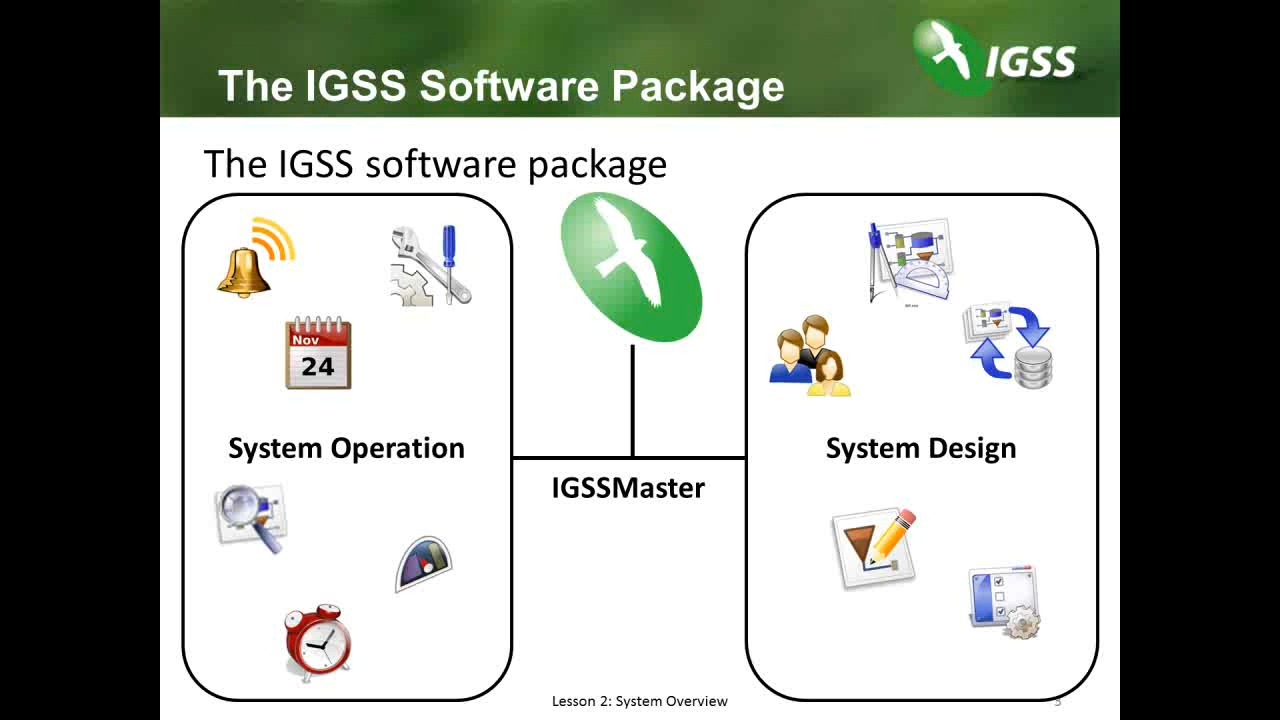 The IGSS Software Package
IGSS
The IGSS software package
Nov
24
System Operation
System Design
IGSSMaster
Lesson 2: System Overview
3